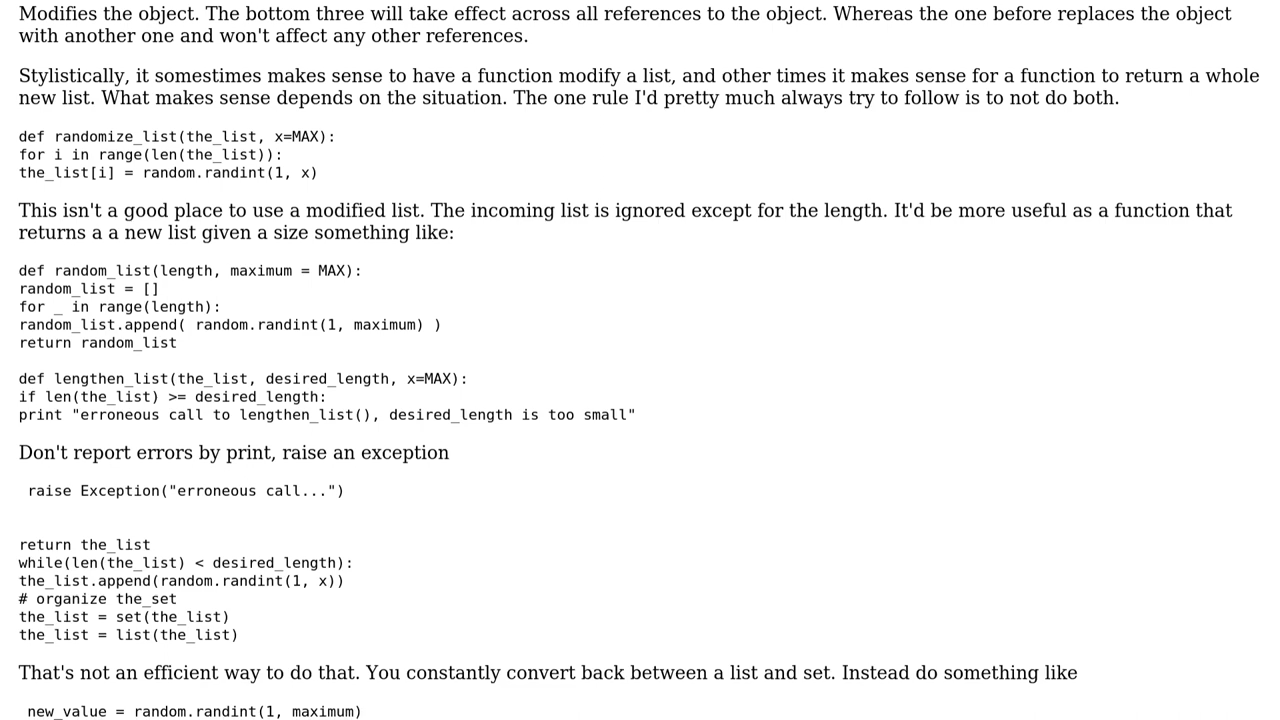 Modifies the object. The bottom three will take effect across all references to the object. Whereas the one before replaces the object
with another one and won't affect any other references.
Stylistically, it somestimes makes sense to have a function modify a list, and other times it makes sense for a function to return a whole
new list. What makes sense depends on the situation. The one rule I'd pretty much always try to follow is to not do both.
def randomize_list(the_list, x=MAX):
for i in range(len(the_list)):
the_list[i] = random.randint(1, x)
This isn't a good place to use a modified list. The incoming list is ignored except for the length. It'd be more useful as a function that
returns a a new list given a size something like:
def random_list(length, maximum = MAX):
random_list = []
for _ in range(length):
random_list.append( random.randint(1, maximum) )
return random_list
def lengthen_list(the_list, desired_length, x=MAX):
if len(the_list) >= desired_length:
print "erroneous call to lengthen_list(), desired_length is too small"
Don't report errors by print, raise an exception
raise Exception("erroneous call...")
return the_list
while(len(the_list) < desired_length):
the_list.append(random.randint(1, x))
# organize the_set
the_list = set(the_list)
the_list = list(the_list)
That's not an efficient way to do that. You constantly convert back between a list and set. Instead do something like
new_value = random.randint(1, maximum)